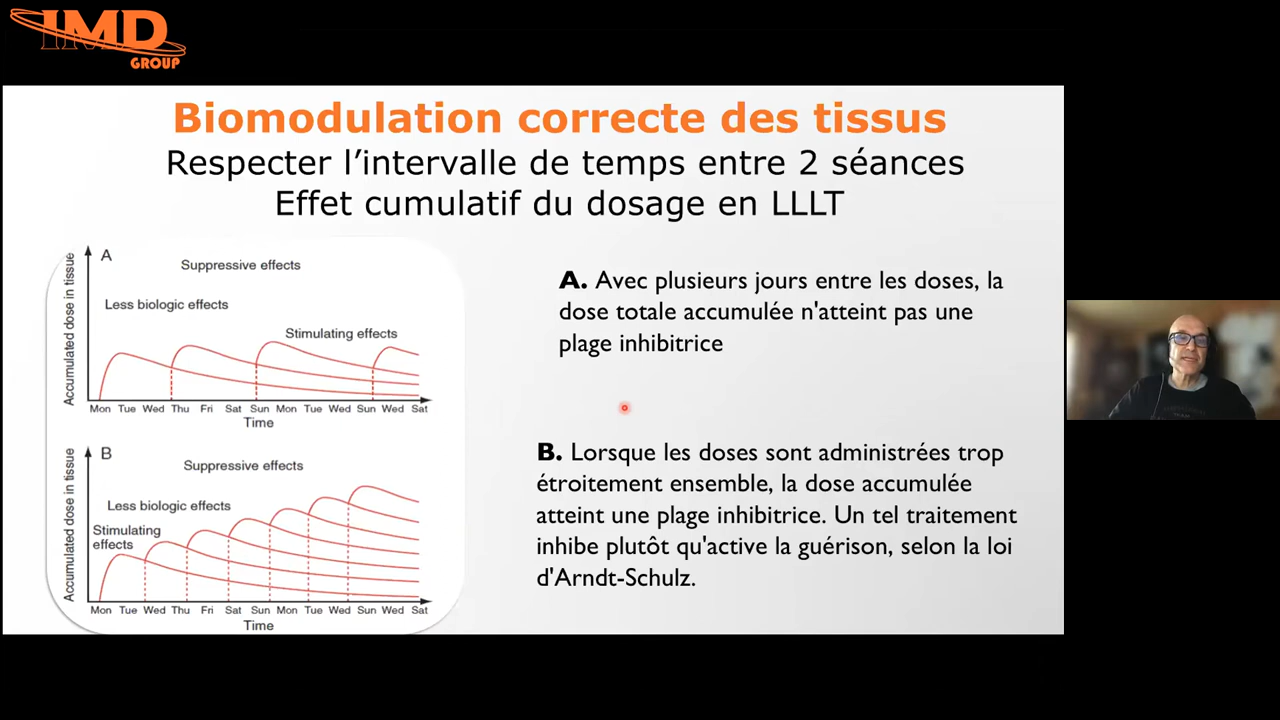 IMD
GROUP
Biomodulation correcte des tissus
Respecter l’intervalle de temps entre 2 séances
Effet cumulatif du dosage en LLLT
A
Suppressive effects
Less biologic effects
Stimulating effects
Accumulated dose in tissue
Mon Tue Wed Thu Fri Sat Sun Mon Tue Wed Sun Wed Sat
Time
A. Avec plusieurs jours entre les doses, la
dose totale accumulée n'atteint pas une
plage inhibitrice
B
Suppressive effects
Less biologic effects
Stimulating
effects
Accumulated dose in tissue
Mon Tue Wed Thu Fri Sat Sun Mon Tue Wed Sun Wed Sat
Time
B. Lorsque les doses sont administrées trop
étroitement ensemble, la dose accumulée
atteint une plage inhibitrice. Un tel traitement
inhibe plutôt qu'active la guérison, selon la loi
d'Arndt-Schulz.